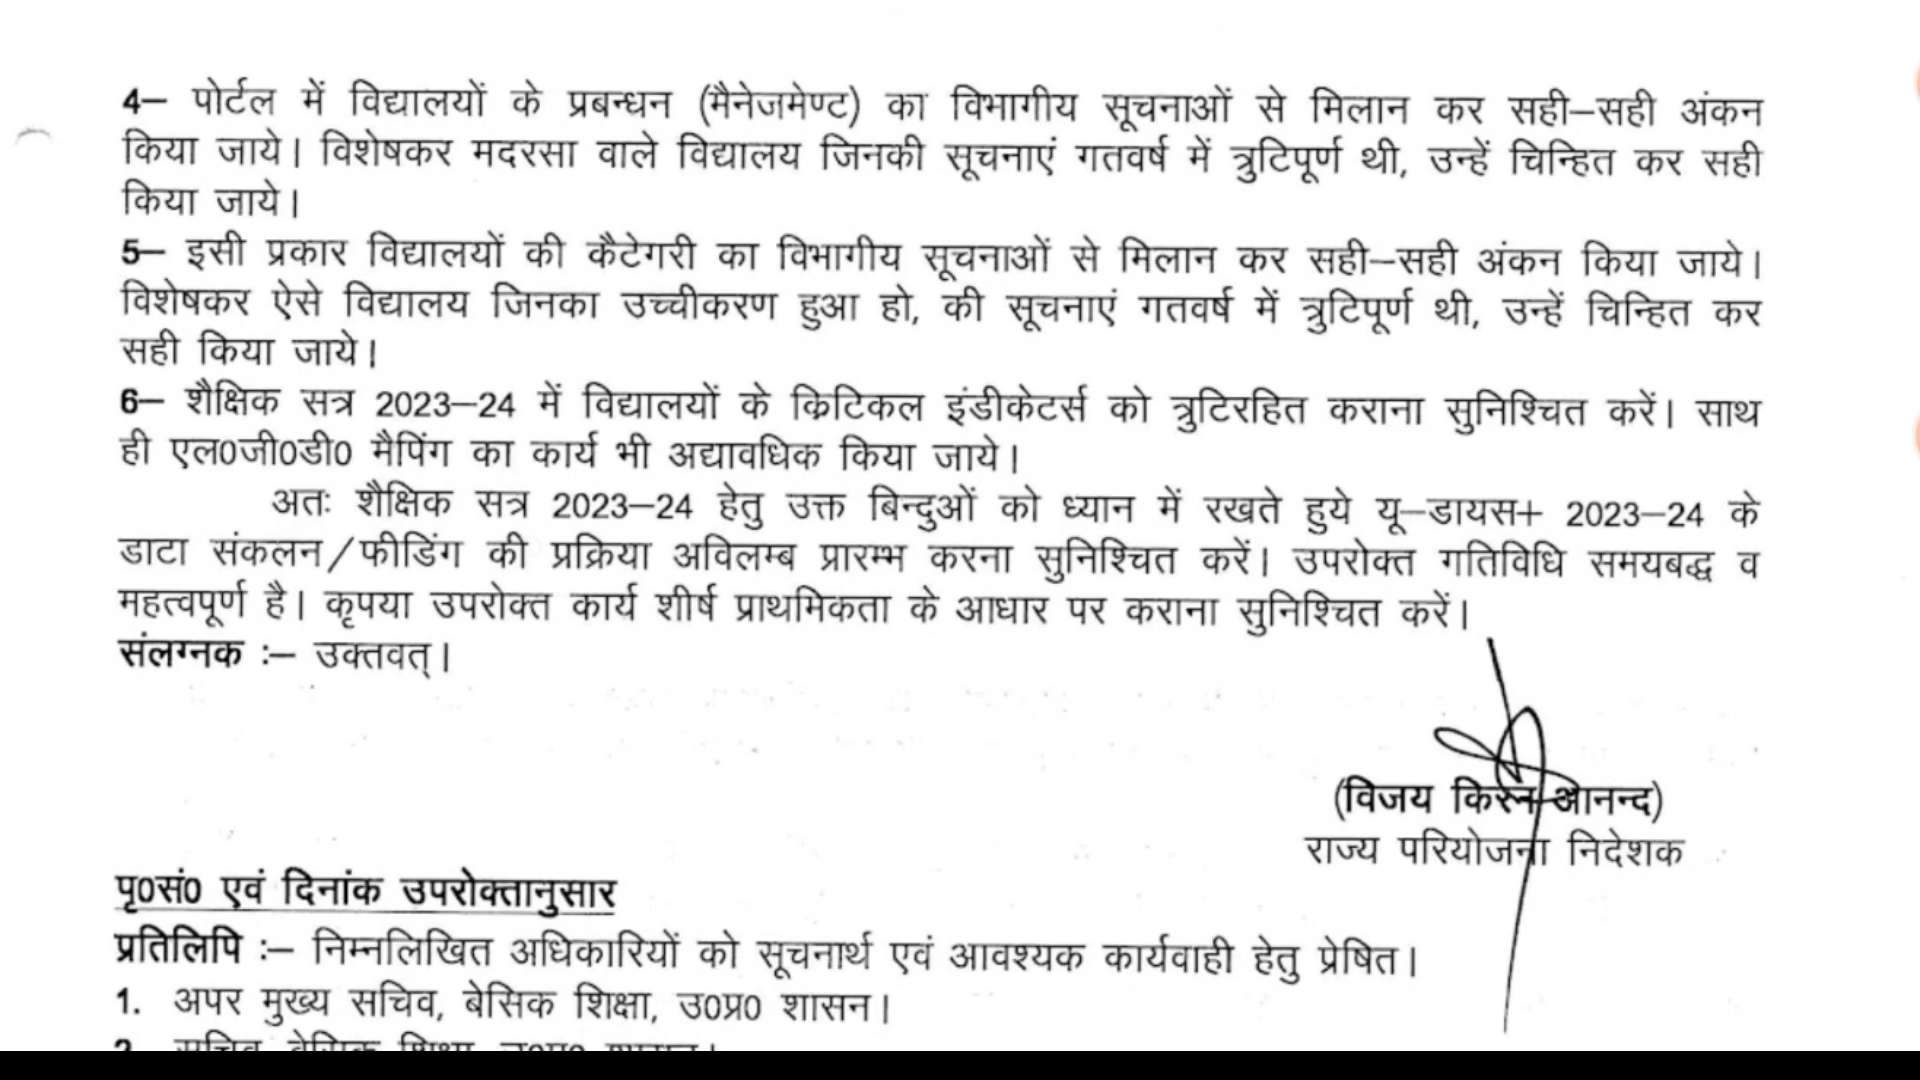 4– पोर्टल में विद्यालयों के प्रबन्धन (मैनेजमेण्ट) का विभागीय सूचनाओं से मिलान कर सही–सही अंकन
किया जाये। विशेषकर मदरसा वाले विद्यालय जिनकी सूचनाएं गतवर्ष में त्रुटिपूर्ण थी, उन्हें चिन्हित कर सही
किया जाये।
5– इसी प्रकार विद्यालयों की कैटेगरी का विभागीय सूचनाओं से मिलान कर सही–सही अंकन किया जाये।
विशेषकर ऐसे विद्यालय जिनका उच्चीकरण हुआ हो, की सूचनाएं गतवर्ष में त्रुटिपूर्ण थी, उन्हें चिन्हित कर
सही किया जाये।
6– शैक्षिक सत्र 2023–24 में विद्यालयों के क्रिटिकल इंडीकेटर्स को त्रुटिरहित कराना सुनिश्चित करें। साथ
ही एल0जी0डी0 मैपिंग का कार्य भी अद्यावधिक किया जाये।
अतः शैक्षिक सत्र 2023–24 हेतु उक्त बिन्दुओं को ध्यान में रखते हुये यू–डायस+ 2023–24 के
डाटा संकलन/फीडिंग की प्रक्रिया अविलम्ब प्रारम्भ करना सुनिश्चित करें। उपरोक्त गतिविधि समयबद्ध व
महत्वपूर्ण है। कृपया उपरोक्त कार्य शीर्ष प्राथमिकता के आधार पर कराना सुनिश्चित करें।
संलग्नक :– उक्तवत्।
(विजय किरन आनन्द)
राज्य परियोजना निदेशक
पृ0सं0 एवं दिनांक उपरोक्तानुसार
प्रतिलिपि :– निम्नलिखित अधिकारियों को सूचनार्थ एवं आवश्यक कार्यवाही हेतु प्रेषित।
1. अपर मुख्य सचिव, बेसिक शिक्षा, उ0प्र0 शासन।
2. सचिव, बेसिक शिक्षा, उ0प्र0 शासन।